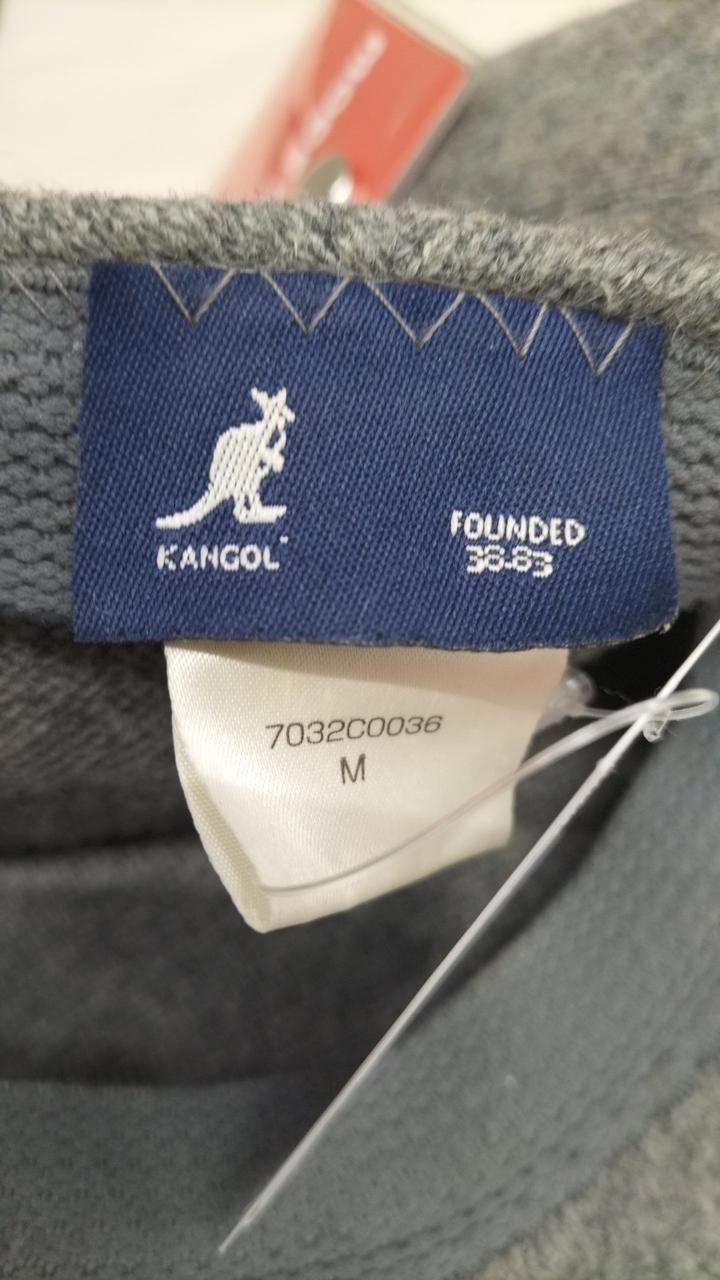 KANGOL
FOUNDED
38-83
7032C0036
M